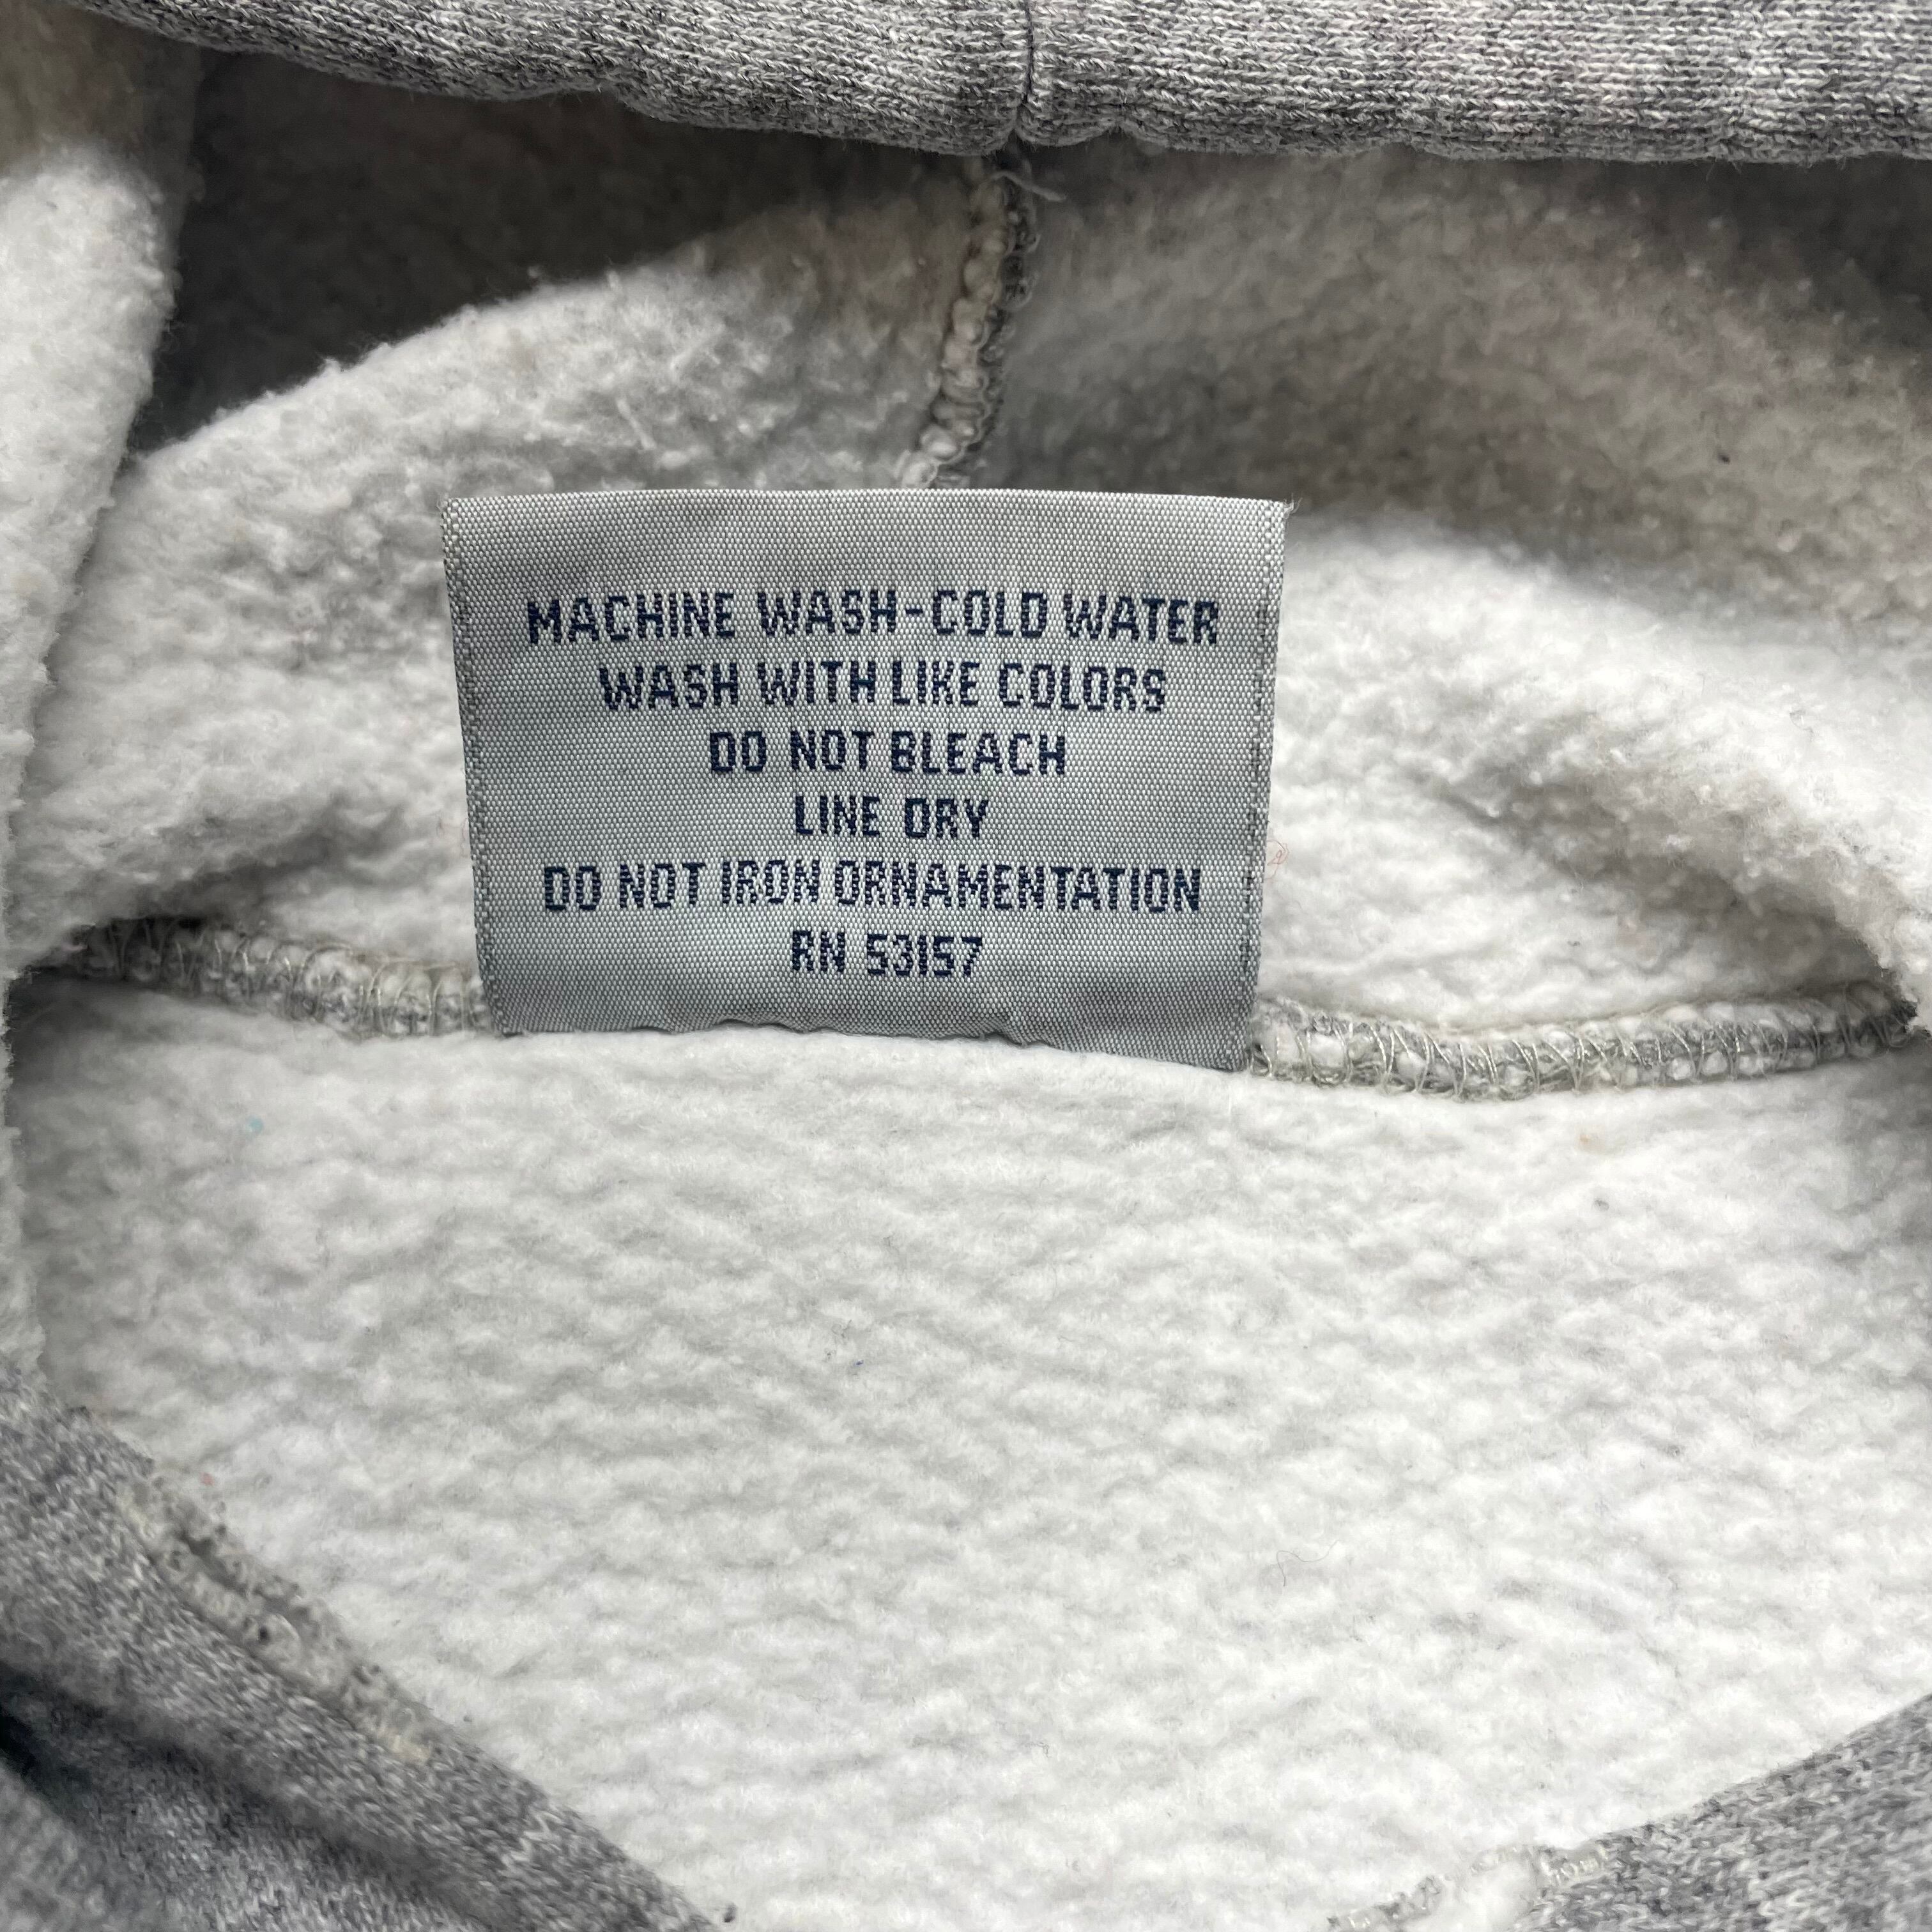 MACHINE WASH-COLD WATER
WASH WITH LIKE COLORS
DO NOT BLEACH
LINE DRY
DO NOT IRON ORNAMENTATION
RN 53157